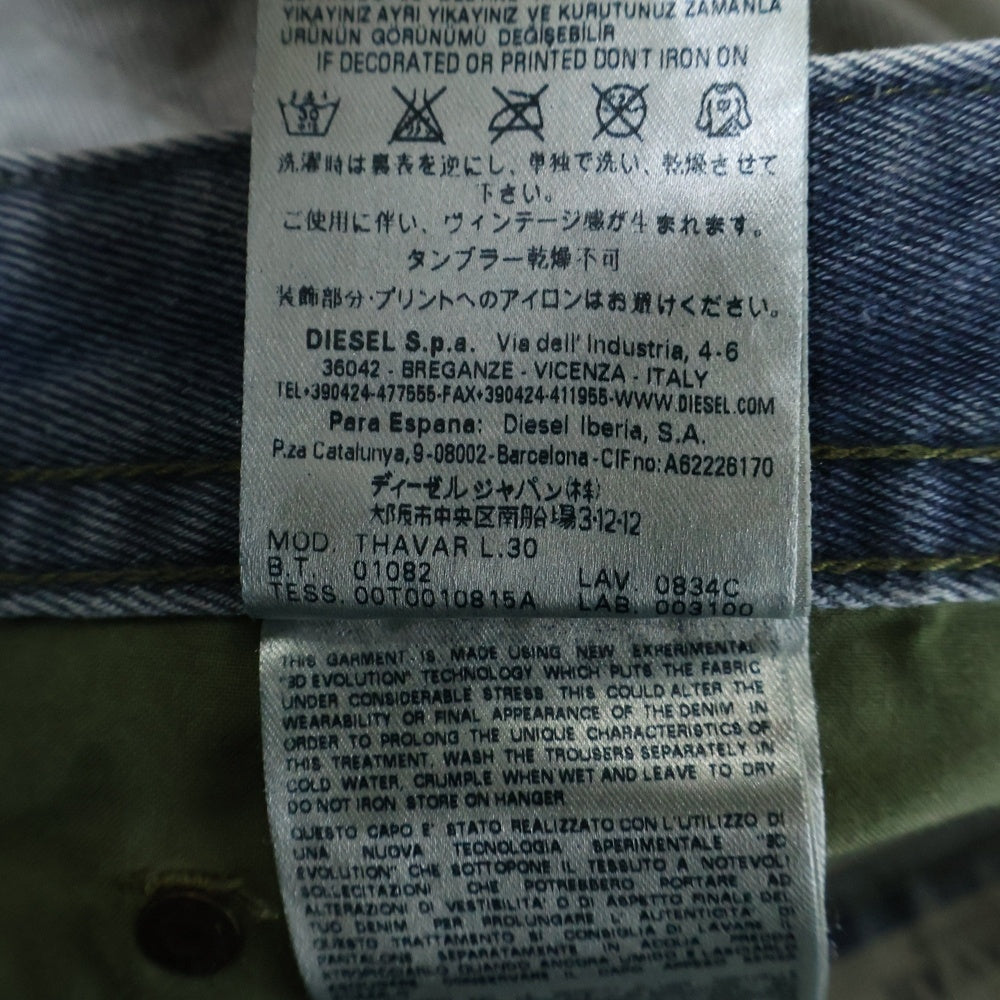 YIKAYINIZ AYRI YIKAYINIZ VE KURUTUNUZ ZAMANLA
ÜRÜNÜN GÖRÜNÜMÜ DEĞİŞEBİLİR
IF DECORATED OR PRINTED DONT IRON ON
30
洗濯時は裏表を逆にし、単独で洗い、乾燥させて
下さい。
ご使用に伴い、ヴィンテージ感が生まれます。
タンブラー乾燥不可
装飾部分・プリントへのアイロンはお避けください。
DIESEL S.p.a. Via dell' Industria, 4-6
36042 - BREGANZE - VICENZA - ITALY
TEL+390424-477555-FAX+390424-411955-WWW.DIESEL.COM
Para Espana: Diesel Iberia, S.A.
P.za Catalunya, 9-08002-Barcelona-CIFno: A62226170
ディーゼル ジャパン(株)
大阪市中央区南船場3-12-12
MOD. THAVAR L.30
B.T. 01082 LAV. 0834C
TESS. 00T0010815A LAB. 003100
THIS GARMENT IS MADE USING NEW EXPERIMENTAL
"3D EVOLUTION" TECHNOLOGY WHICH PUTS THE FABRIC
UNDER CONSIDERABLE STRESS. THIS COULD ALTER THE
WEARABILITY OR FINAL APPEARANCE OF THE DENIM IN
ORDER TO PROLONG THE UNIQUE CHARACTERISTICS OF
THIS TREATMENT, WASH THE TROUSERS SEPARATELY IN
COLD WATER, CRUMPLE WHEN WET AND LEAVE TO DRY
DO NOT IRON STORE ON HANGER
QUESTO CAPO E' STATO REALIZZATO CON L'UTILIZZO DI
UNA NUOVA TECNOLOGIA SPERIMENTALE "3D
EVOLUTION" CHE SOTTOPONE IL TESSUTO A NOTEVOLI
SOLLECITAZIONI CHE POTREBBERO PORTARE AD
ALTERAZIONI DI VESTIBILITA' O DI ASPETTO FINALE DEL
TUO DENIM PER PROLUNGARE L' AUTENTICITA' DI
QUESTO TRATTAMENTO SI CONSIGLIA DI LAVARE I
PANTALONI SEPARATAMENTE IN ACQUA FREDDA